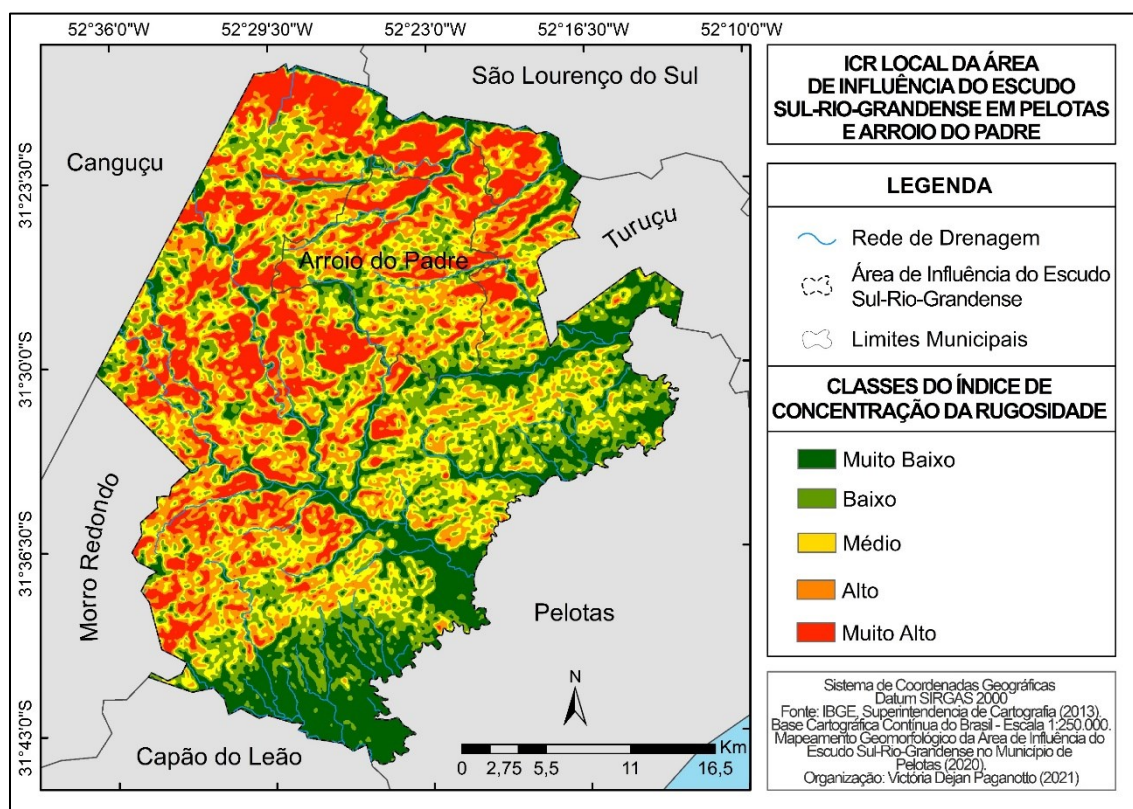 52°36'0"W
52°29'30"W
52°23'0"W
52°16'30"W
52°10'0"W
31°23'30"S
31°30'0"S
31°36'30"S
31°43'0"S
São Lourenço do Sul
Canguçu
Turuçu
Arroio do Padre
Morro Redondo
Pelotas
Capão do Leão
N
Km
0 2,75 5,5 11 16,5
ICR LOCAL DA ÁREA
DE INFLUÊNCIA DO ESCUDO
SUL-RIO-GRANDENSE EM PELOTAS
E ARROIO DO PADRE
LEGENDA
Rede de Drenagem
Área de Influência do Escudo
Sul-Rio-Grandense
Limites Municipais
CLASSES DO ÍNDICE DE
CONCENTRAÇÃO DA RUGOSIDADE
Muito Baixo
Baixo
Médio
Alto
Muito Alto
Sistema de Coordenadas Geográficas
Datum SIRGAS 2000
Fonte: IBGE, Superintendencia de Cartografia (2013).
Base Cartográfica Contínua do Brasil - Escala 1:250.000.
Mapeamento Geomorfológico da Área de Influência do
Escudo Sul-Rio-Grandense no Município de
Pelotas (2020).
Organização: Victória Dejan Paganotto (2021)